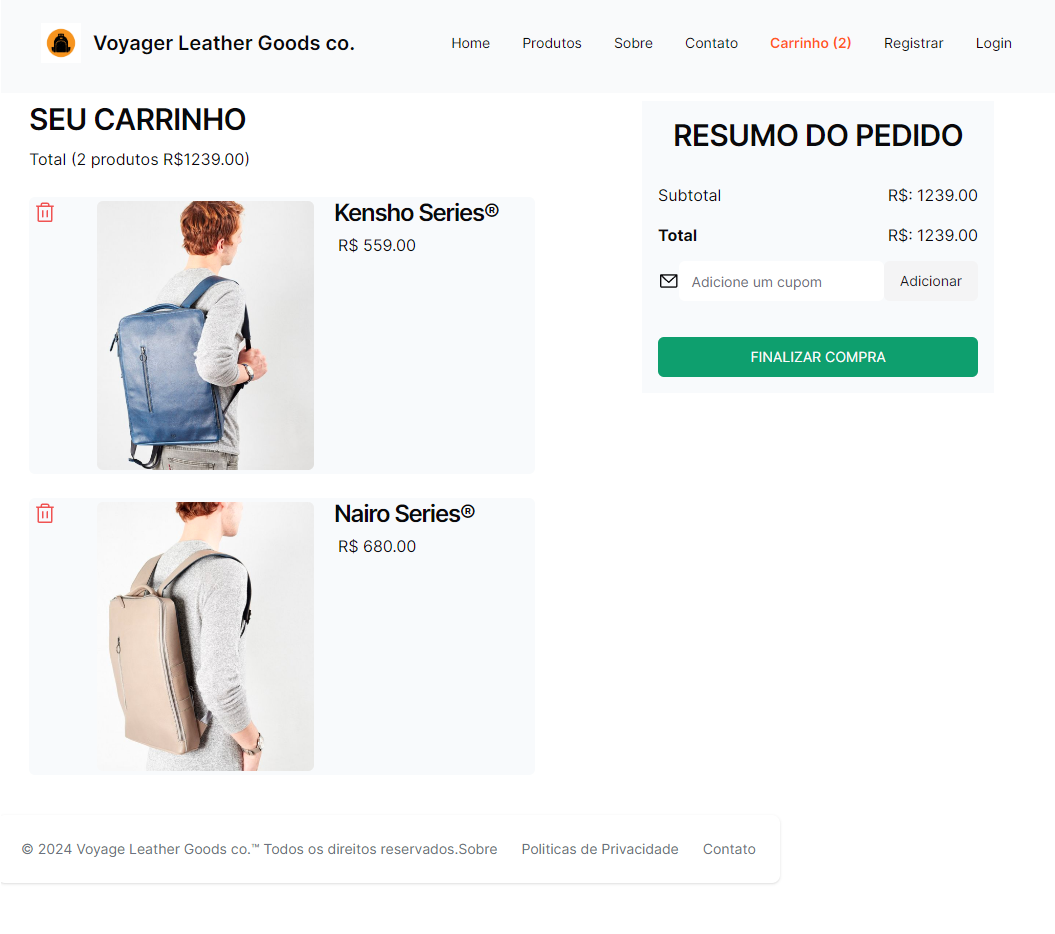 Voyager Leather Goods co.
Home Produtos Sobre Contato Carrinho (2) Registrar Login
SEU CARRINHO
Total (2 produtos R$1239.00)
Kensho Series®
R$ 559.00
Nairo Series®
R$ 680.00
RESUMO DO PEDIDO
Subtotal R$: 1239.00
Total R$: 1239.00
Adicione um cupom Adicionar
FINALIZAR COMPRA
© 2024 Voyage Leather Goods co.™ Todos os direitos reservados.Sobre Politicas de Privacidade Contato